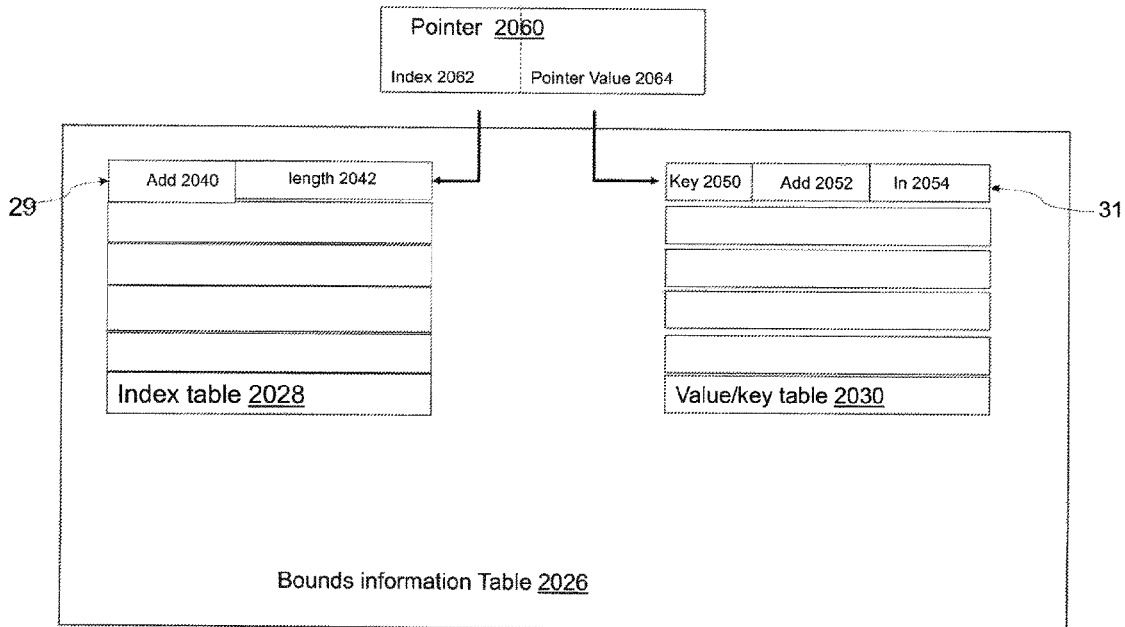 Pointer 2060
Index 2062
Pointer Value 2064
Add 2040
length 2042
Key 2050
Add 2052
In 2054
29
31
Index table 2028
Value/key table 2030
Bounds information Table 2026